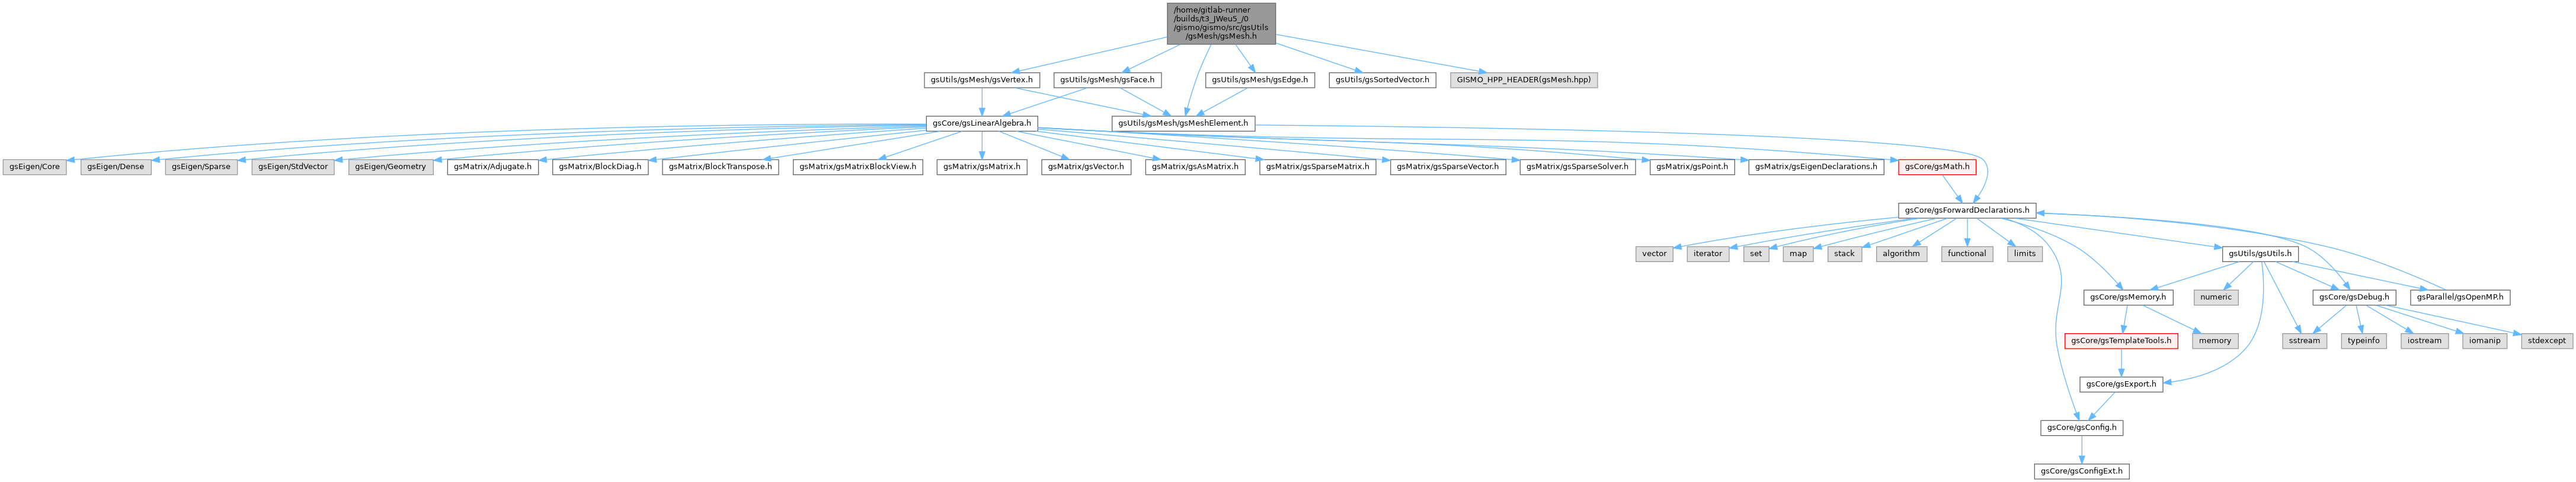 /home/gitlab-runner
/builds/t3_JWeu5_/0
/gismo/gismo/src/gsUtils
/gsMesh/gsMesh.h
gsUtils/gsMesh/gsVertex.h
gsUtils/gsMesh/gsFace.h
gsUtils/gsMesh/gsEdge.h
gsUtils/gsSortedVector.h
GISMO_HPP_HEADER(gsMesh.hpp)
gsCore/gsLinearAlgebra.h
gsUtils/gsMesh/gsMeshElement.h
gsEigen/Core
gsEigen/Dense
gsEigen/Sparse
gsEigen/StdVector
gsEigen/Geometry
gsMatrix/Adjugate.h
gsMatrix/BlockDiag.h
gsMatrix/BlockTranspose.h
gsMatrix/gsMatrixBlockView.h
gsMatrix/gsMatrix.h
gsMatrix/gsVector.h
gsMatrix/gsAsMatrix.h
gsMatrix/gsSparseMatrix.h
gsMatrix/gsSparseVector.h
gsMatrix/gsSparseSolver.h
gsMatrix/gsPoint.h
gsMatrix/gsEigenDeclarations.h
gsCore/gsMath.h
gsCore/gsForwardDeclarations.h
vector
iterator
set
map
stack
algorithm
functional
limits
gsUtils/gsUtils.h
gsCore/gsMemory.h
numeric
gsCore/gsDebug.h
gsParallel/gsOpenMP.h
gsCore/gsTemplateTools.h
memory
sstream
typeinfo
iostream
iomanip
stdexcept
gsCore/gsExport.h
gsCore/gsConfig.h
gsCore/gsConfigExt.h